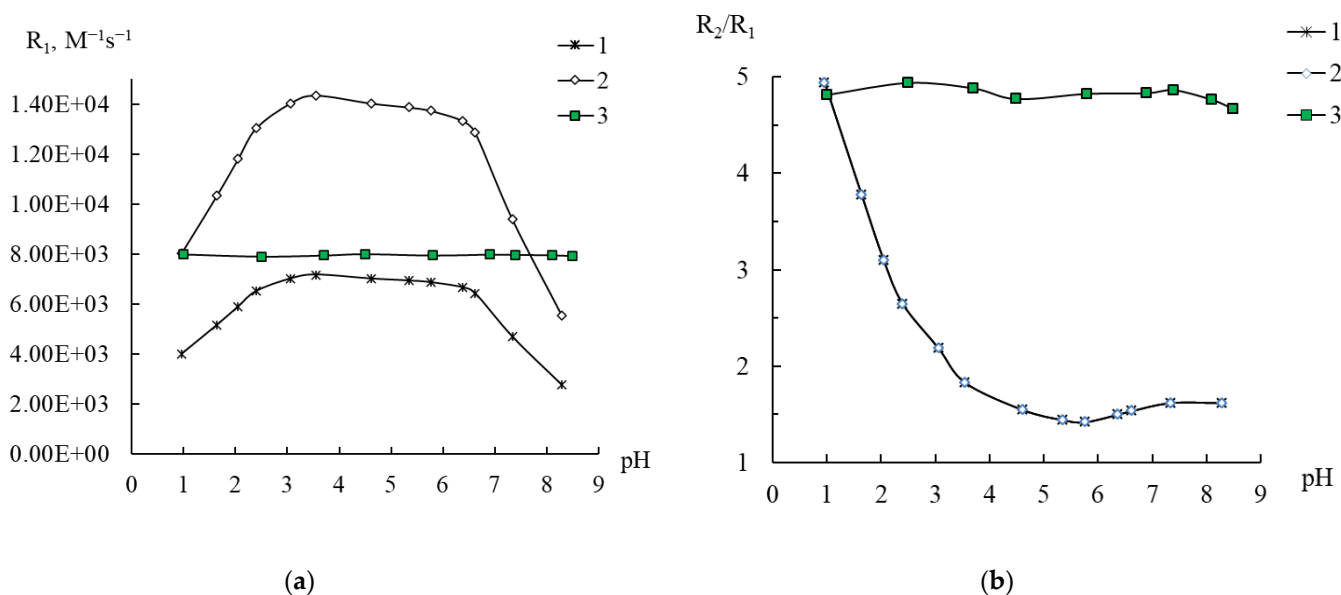 R₁, M⁻¹s⁻¹
1
2
3
1.40E+04
1.20E+04
1.00E+04
8.00E+03
6.00E+03
4.00E+03
2.00E+03
0.00E+00
0 1 2 3 4 5 6 7 8 9
pH
(a)
R₂/R₁
1
2
3
5
4
3
2
1
0 1 2 3 4 5 6 7 8 9
pH
(b)